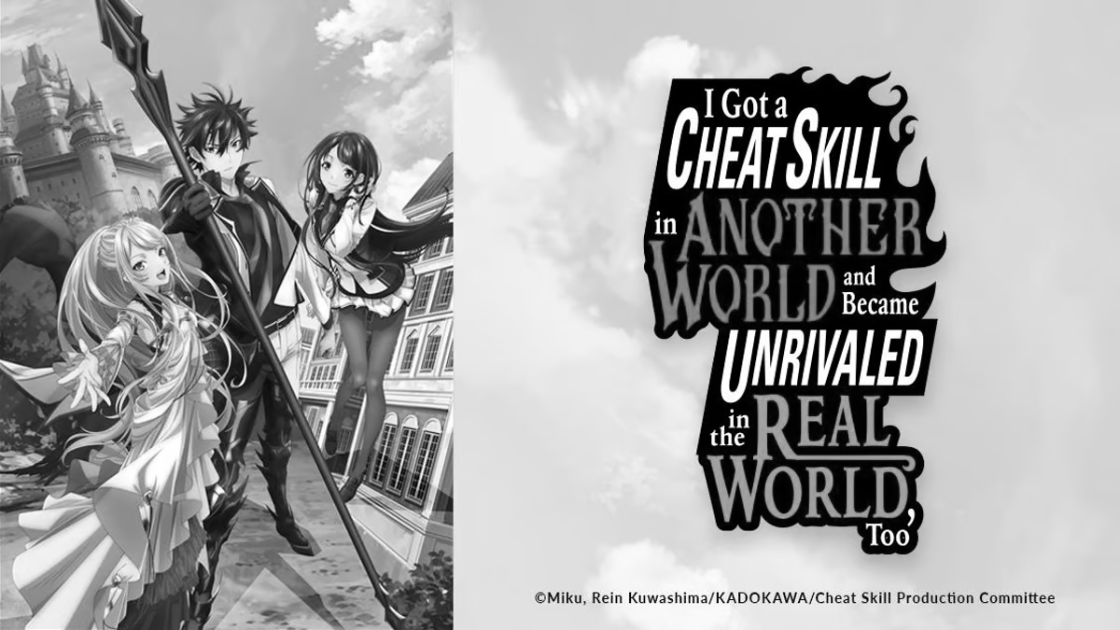 I Got a
CHEAT SKILL
in ANOTHER
WORLD and
Became
UNRIVALED
in
the REAL
WORLD,
Too
©Miku, Rein Kuwashima/KADOKAWA/Cheat Skill Production Committee